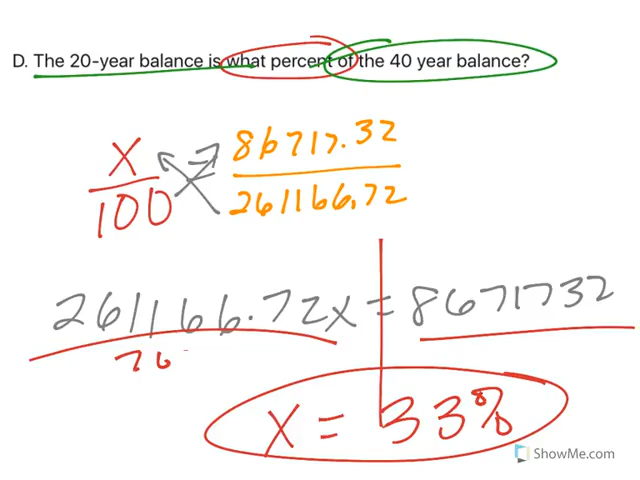 D. The 20-year balance is what percent of the 40 year balance?
x 86717.32
100 261166.72
261166.72x = 8671732
26
x = 33%
ShowMe.com